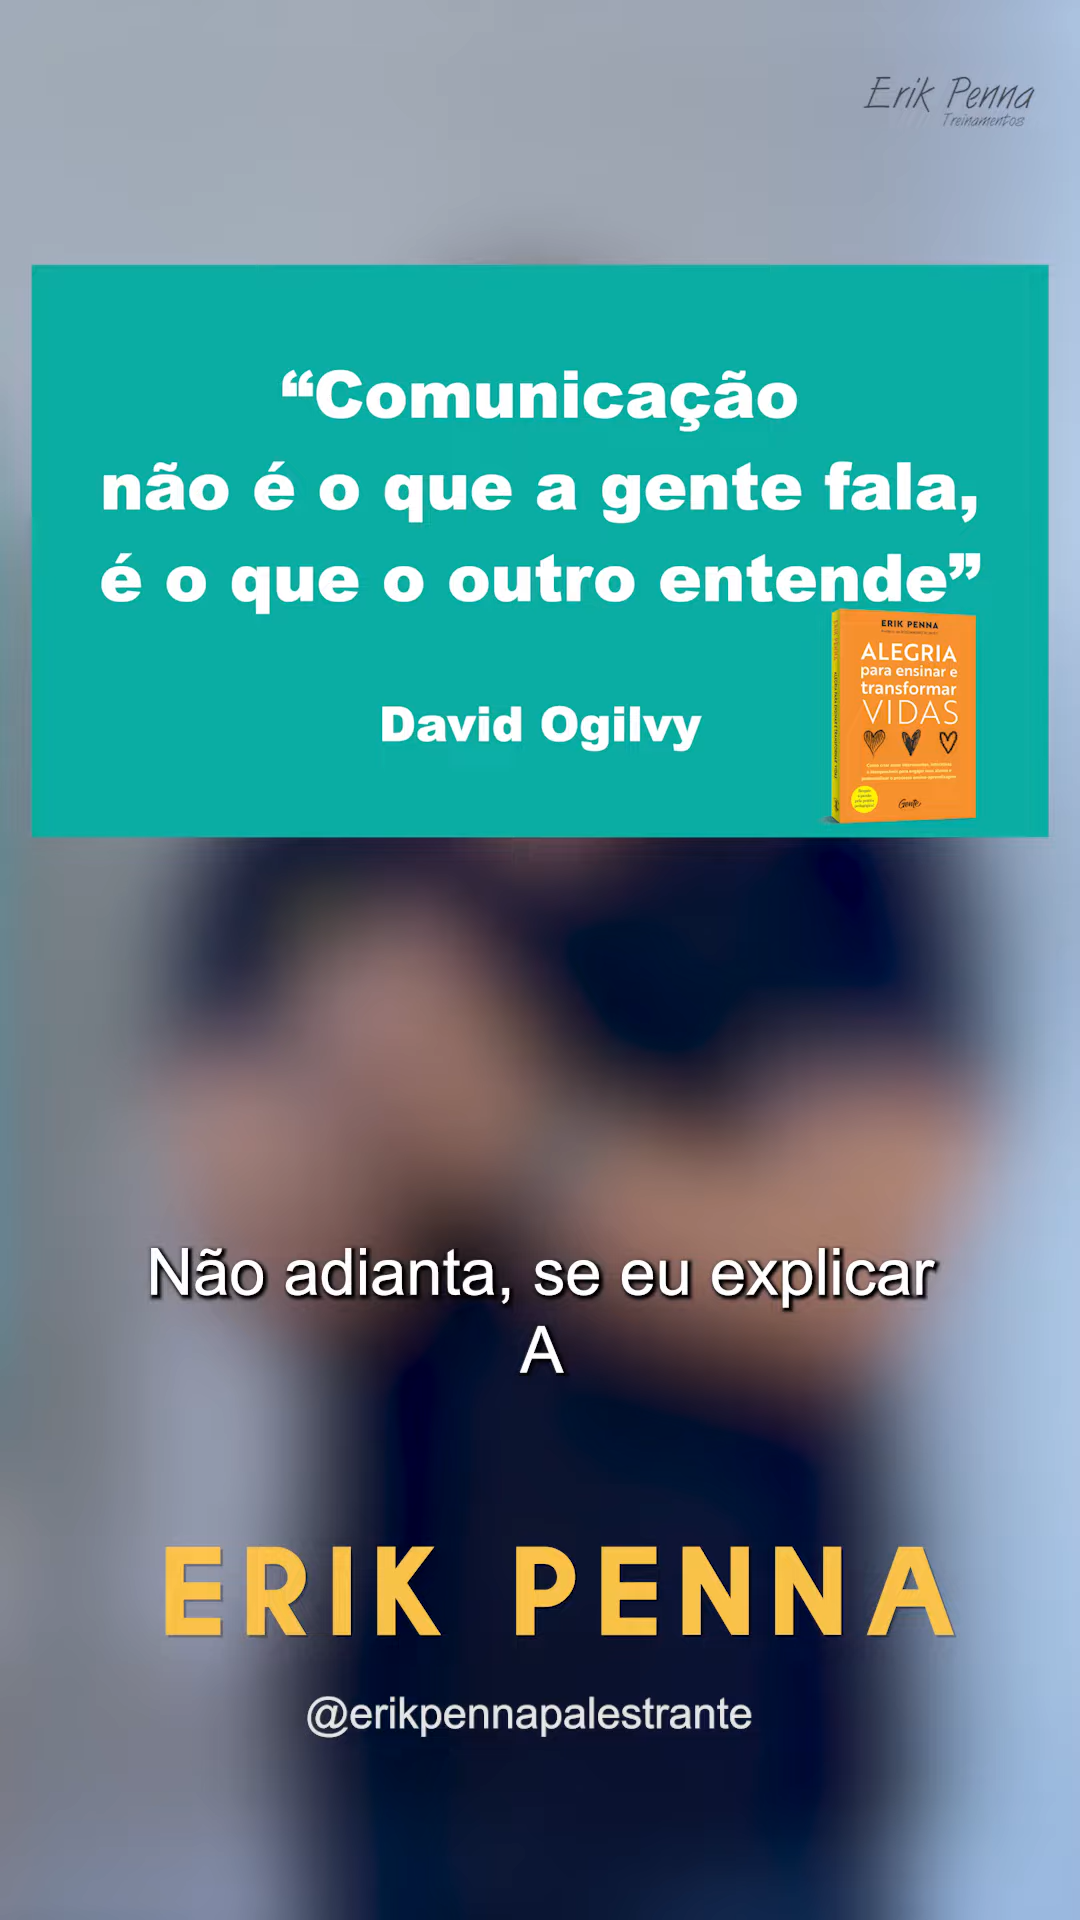 Erik Penna
Treinamentos
“Comunicação
não é o que a gente fala,
é o que o outro entende”
David Ogilvy
ERIK PENNA
ALEGRIA
para ensinar e
transformar
VIDAS
Gente
Não adianta, se eu explicar
A
ERIK PENNA
@erikpennapalestrante